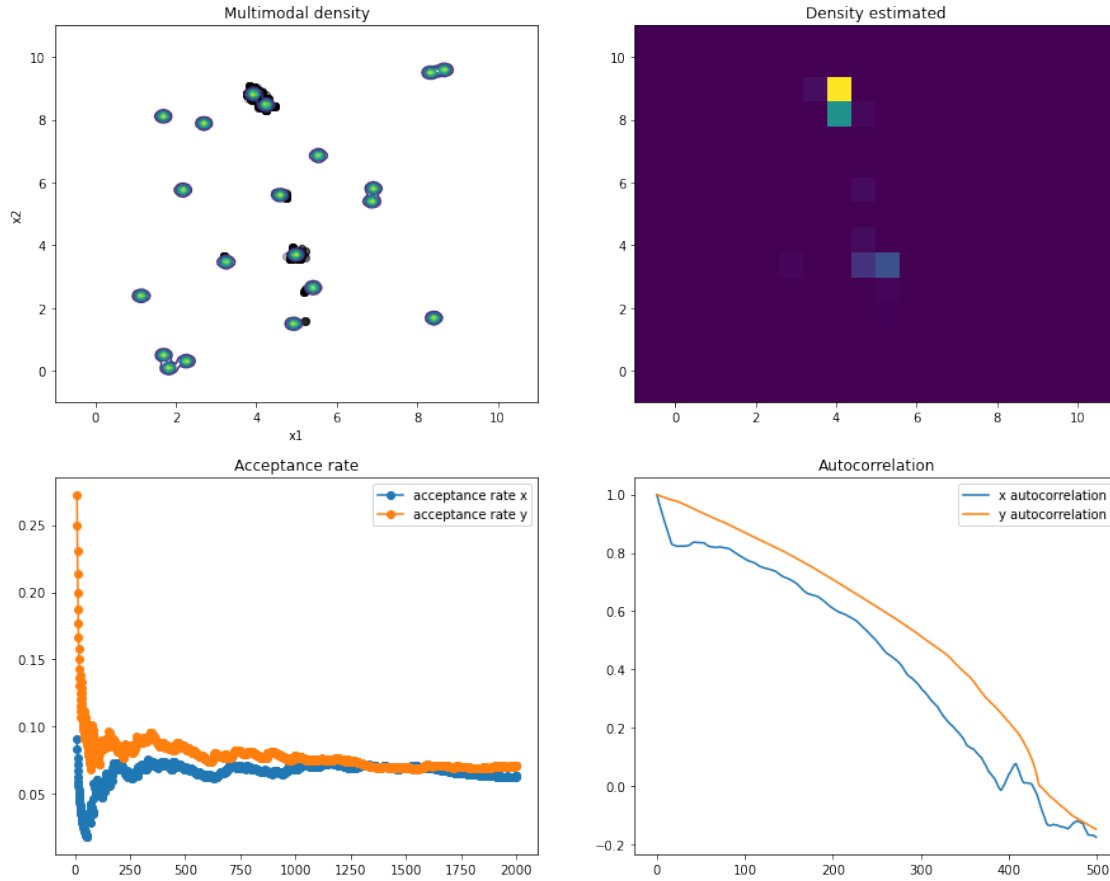 Multimodal density
10
8
6
4
2
0
x2
0 2 4 6 8 10
x1
Density estimated
10
8
6
4
2
0
0 2 4 6 8 10
Acceptance rate
acceptance rate x
acceptance rate y
0.25
0.20
0.15
0.10
0.05
0 250 500 750 1000 1250 1500 1750 2000
Autocorrelation
x autocorrelation
y autocorrelation
1.0
0.8
0.6
0.4
0.2
0.0
−0.2
0 100 200 300 400 500